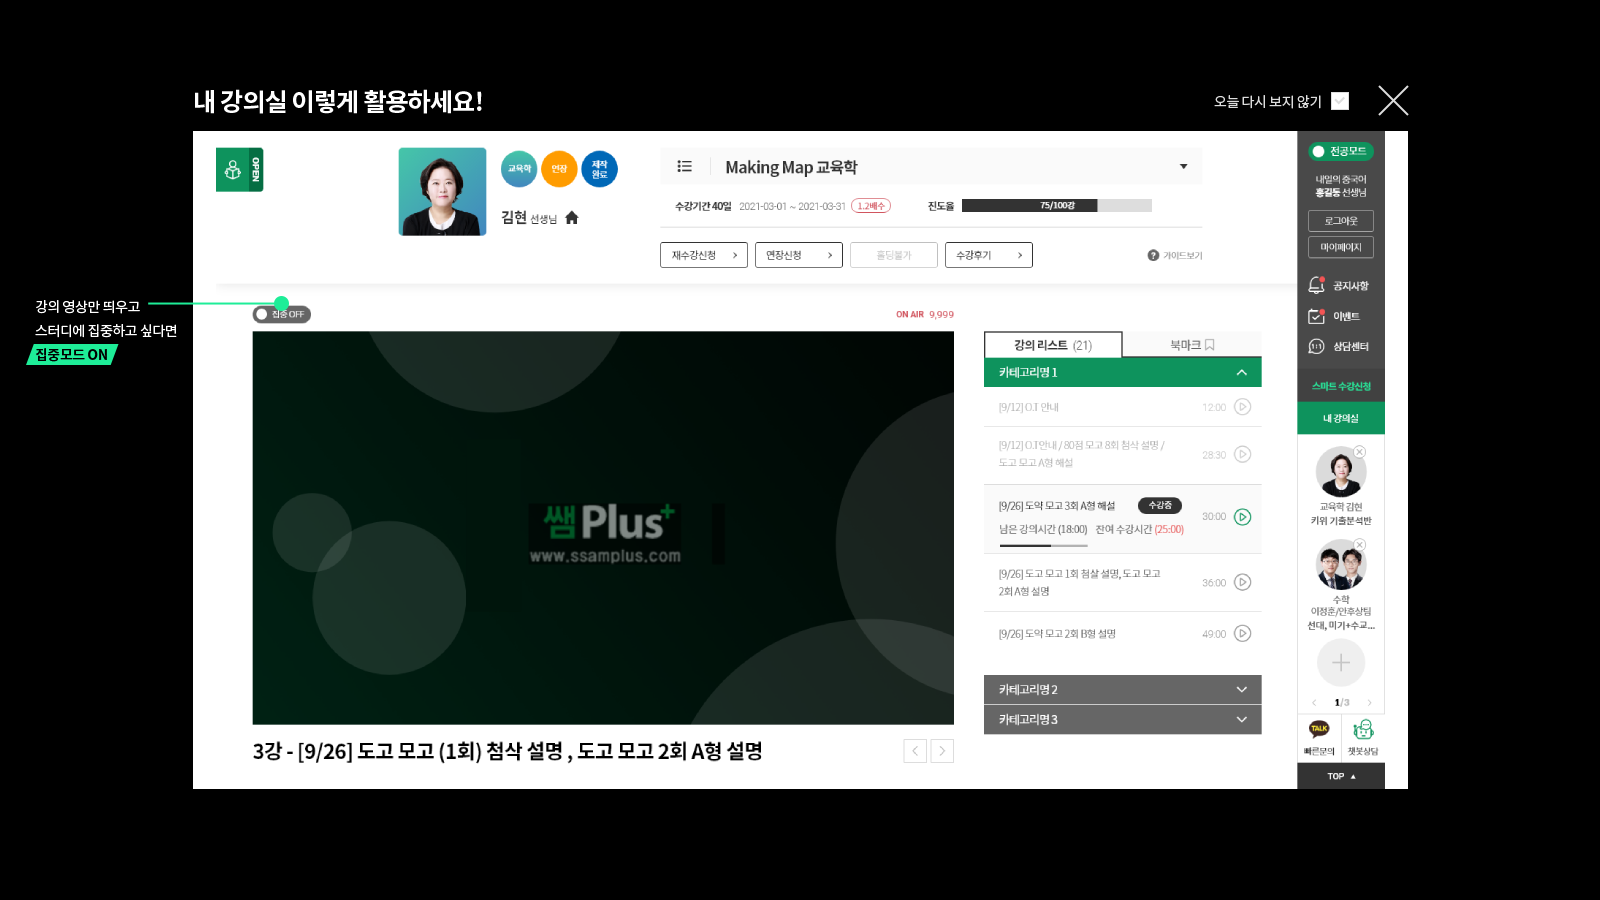 내 강의실 이렇게 활용하세요!
오늘 다시 보지 않기
OPEN
교육학
연장
제작
완료
김현 선생님
Making Map 교육학
수강기간 40일 2021-03-01 ~ 2021-03-31 1.2배수
진도율 75/100강
재수강신청
연장신청
홀딩불가
수강후기
? 가이드보기
강의 영상만 띄우고
스터디에 집중하고 싶다면
집중모드 ON
집중 OFF
ON AIR 9,999
쌤Plus+
www.ssamplus.com
3강 - [9/26] 도고 모고 (1회) 첨삭 설명 , 도고 모고 2회 A형 설명
강의 리스트 (21)
북마크
카테고리명 1
[9/12] O.T 안내 12:00
[9/12] O.T 안내 / 80점 모고 8회 첨삭 설명 /
도고 모고 A형 해설
28:30
[9/26] 도약 모고 3회 A형 해설 수강중
남은 강의시간 (18:00) 잔여 수강시간 (25:00)
30:00
[9/26] 도고 모고 1회 첨삭 설명, 도고 모고
2회 A형 설명
36:00
[9/26] 도약 모고 2회 B형 설명 49:00
카테고리명 2
카테고리명 3
전공모드
내일의 중국어
홍길동 선생님
로그아웃
마이페이지
공지사항
이벤트
1:1 상담센터
스마트 수강신청
내 강의실
교육학 김현
키위 기출분석반
수학
이정훈/안후상팀
선대, 미기+수교...
1/3
TALK
빠른문의
챗봇상담
TOP ▲